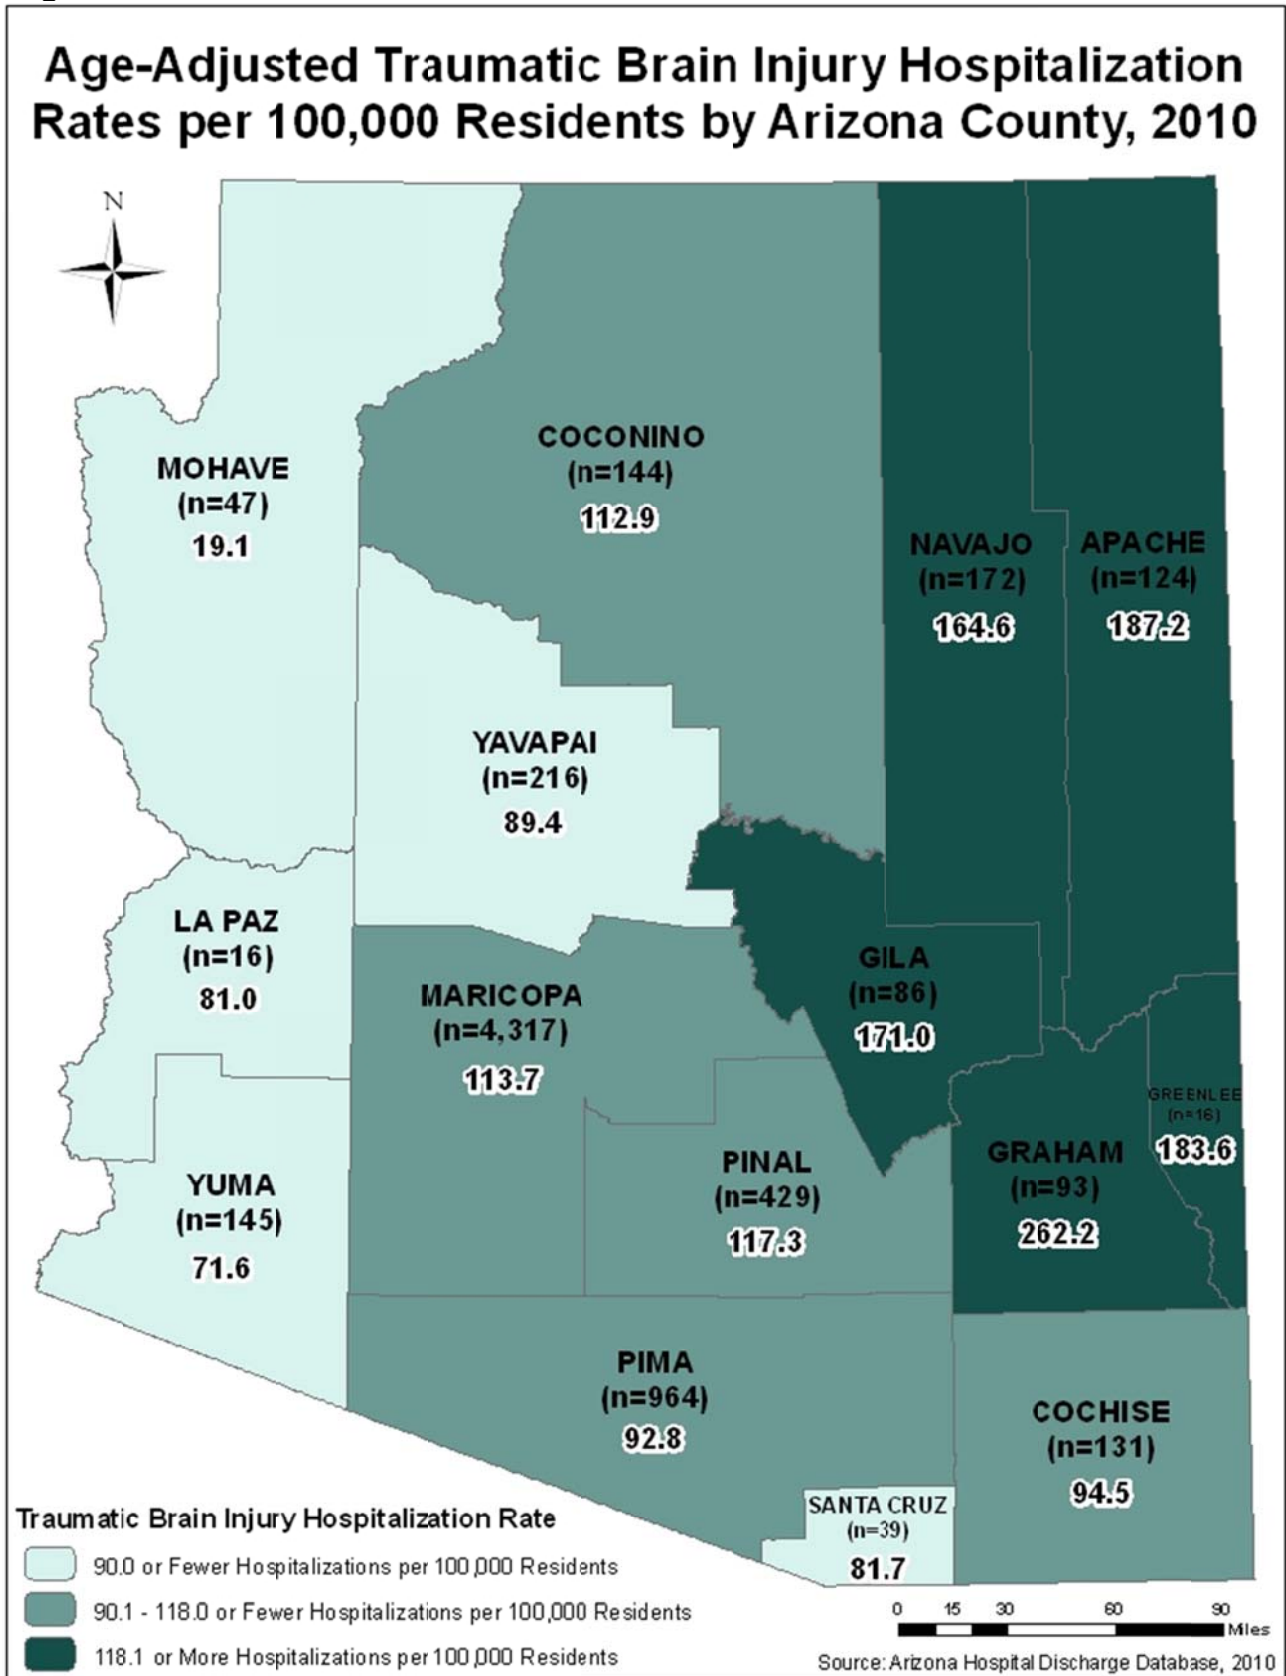 Age-Adjusted Traumatic Brain Injury Hospitalization
Rates per 100,000 Residents by Arizona County, 2010
N
MOHAVE
(n=47)
19.1
COCONINO
(n=144)
112.9
NAVAJO
(n=172)
164.6
APACHE
(n=124)
187.2
YAVAPAI
(n=216)
89.4
LA PAZ
(n=16)
81.0
MARICOPA
(n=4,317)
113.7
GILA
(n=86)
171.0
GREENLEE
(n=16)
183.6
GRAHAM
(n=93)
262.2
PINAL
(n=429)
117.3
YUMA
(n=145)
71.6
PIMA
(n=964)
92.8
COCHISE
(n=131)
94.5
SANTA CRUZ
(n=39)
81.7
Traumatic Brain Injury Hospitalization Rate
90.0 or Fewer Hospitalizations per 100,000 Residents
90.1 - 118.0 or Fewer Hospitalizations per 100,000 Residents
118.1 or More Hospitalizations per 100,000 Residents
0 15 30 60 90
Miles
Source: Arizona Hospital Discharge Database, 2010